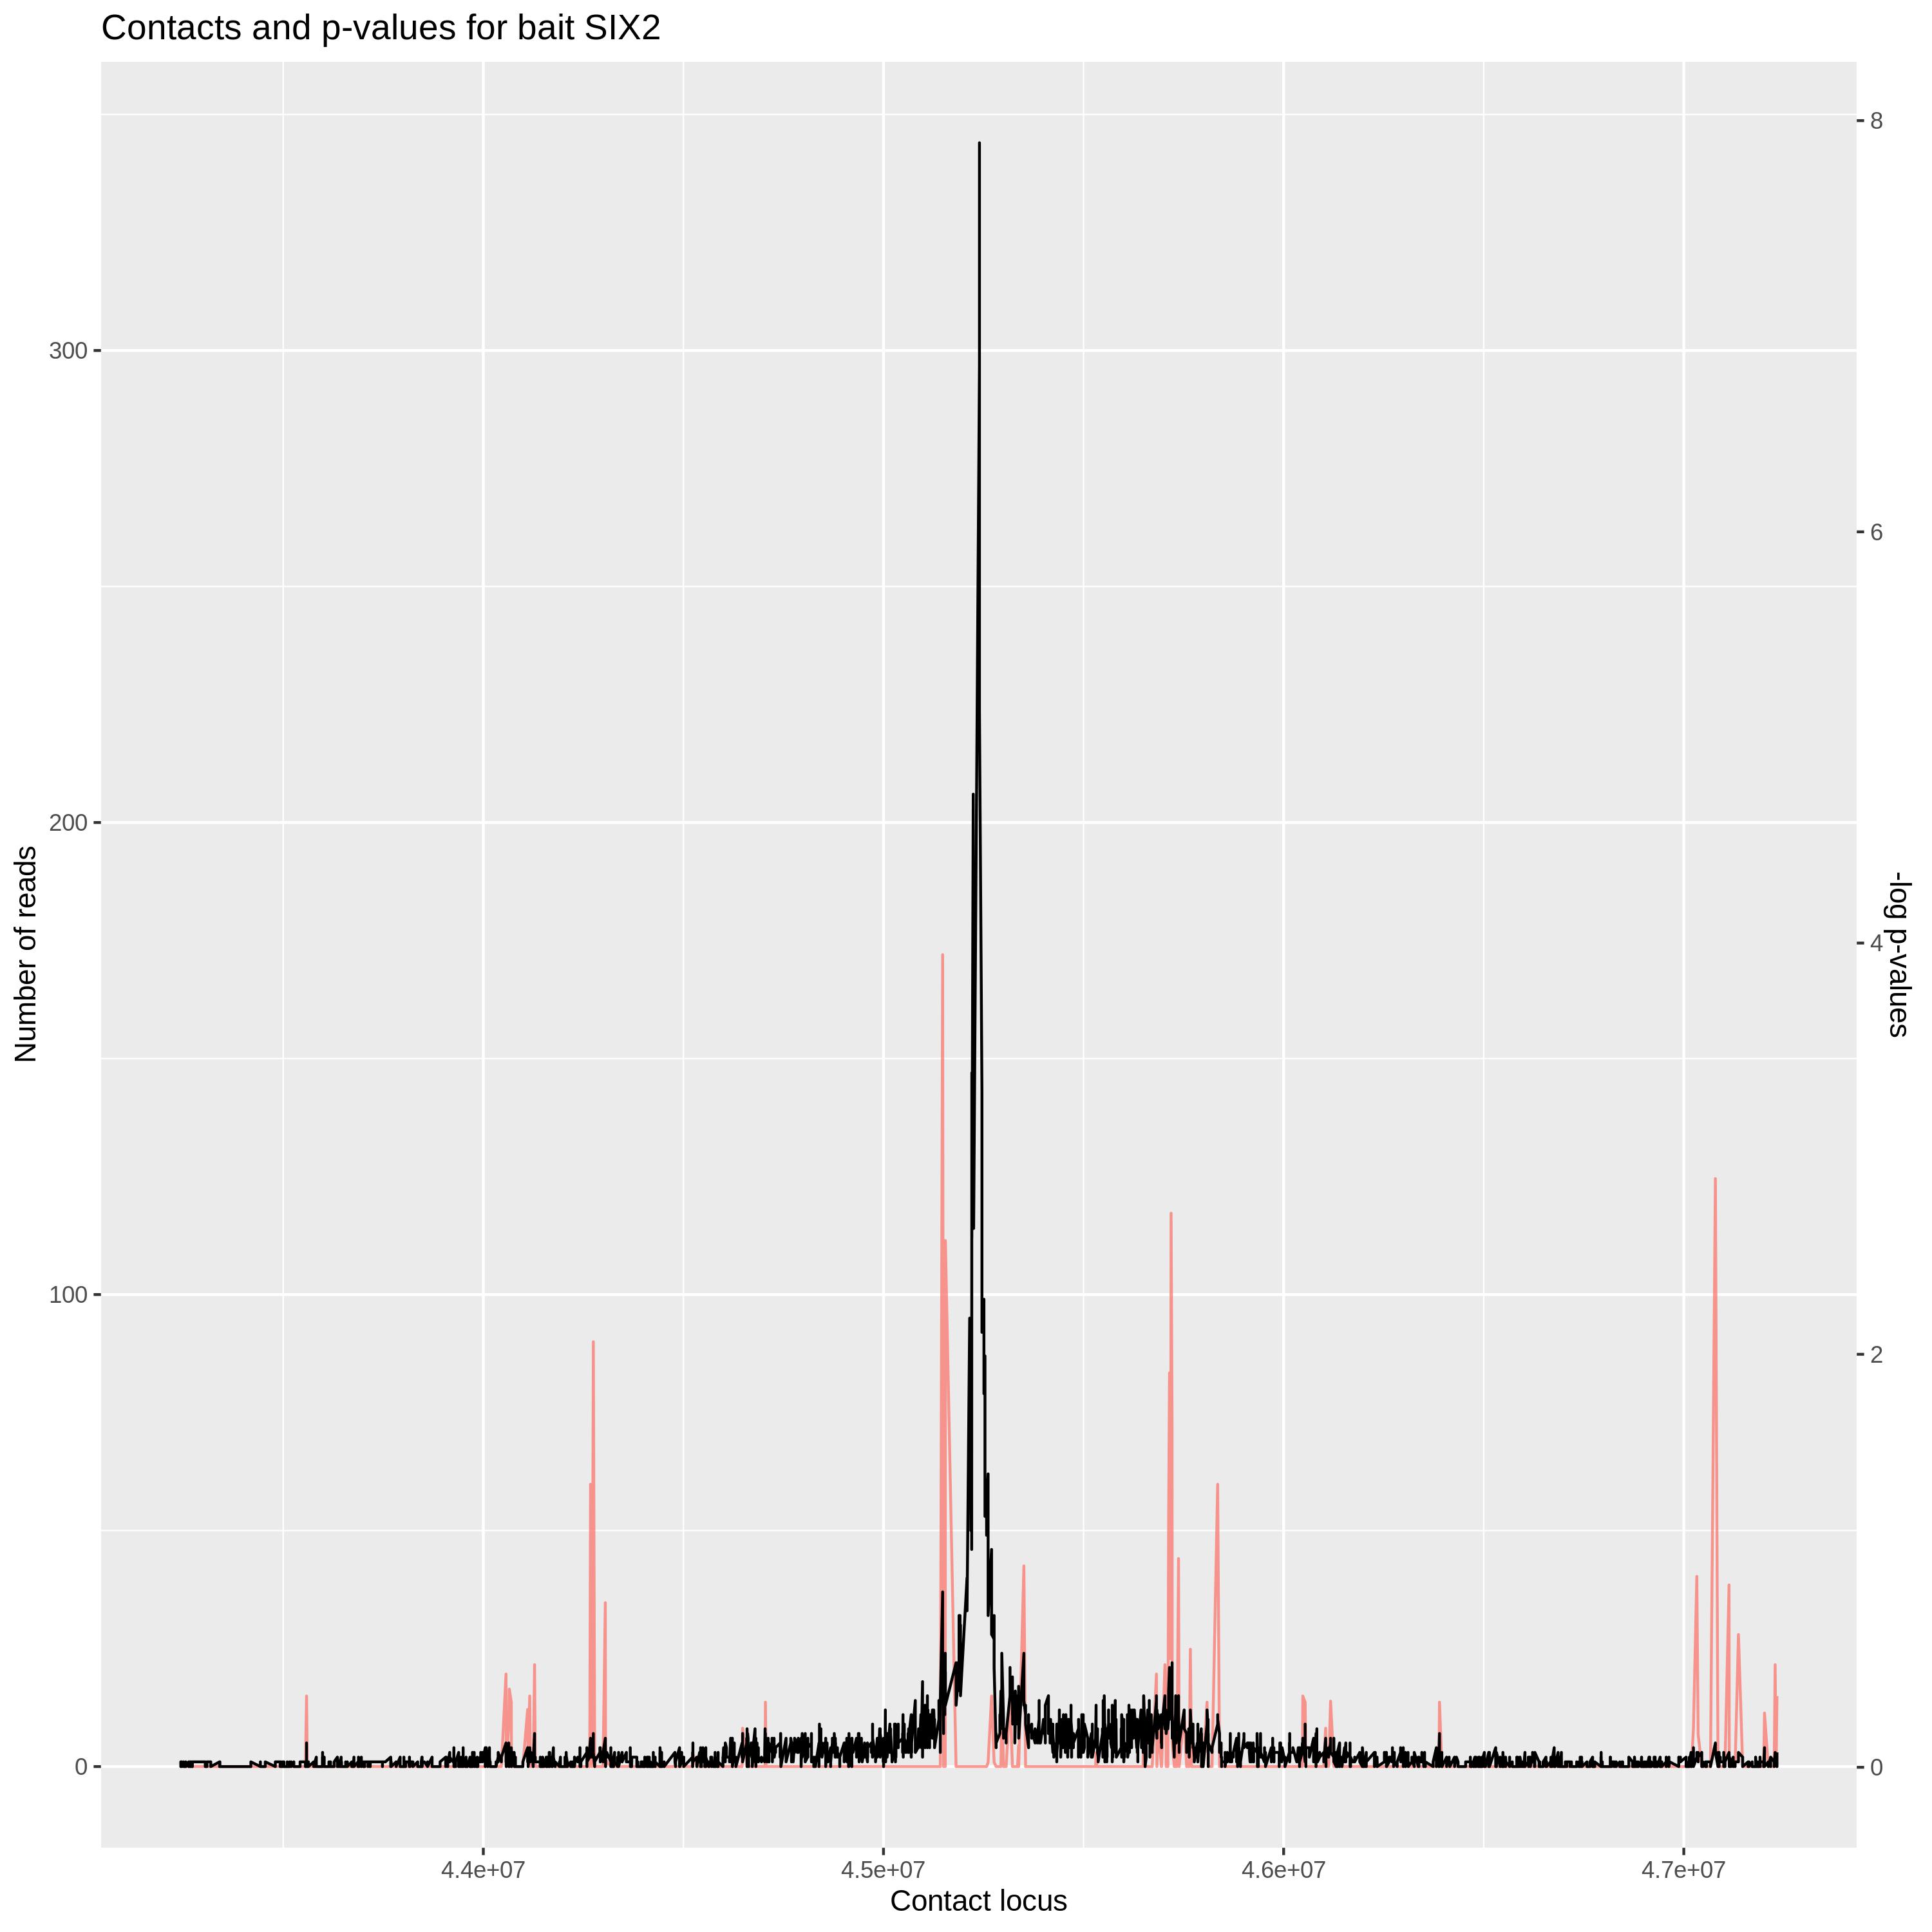 Contacts and p-values for bait SIX2
Number of reads
300
200
100
0
8
6
4
2
0
-log p-values
4.4e+07
4.5e+07
4.6e+07
4.7e+07
Contact locus